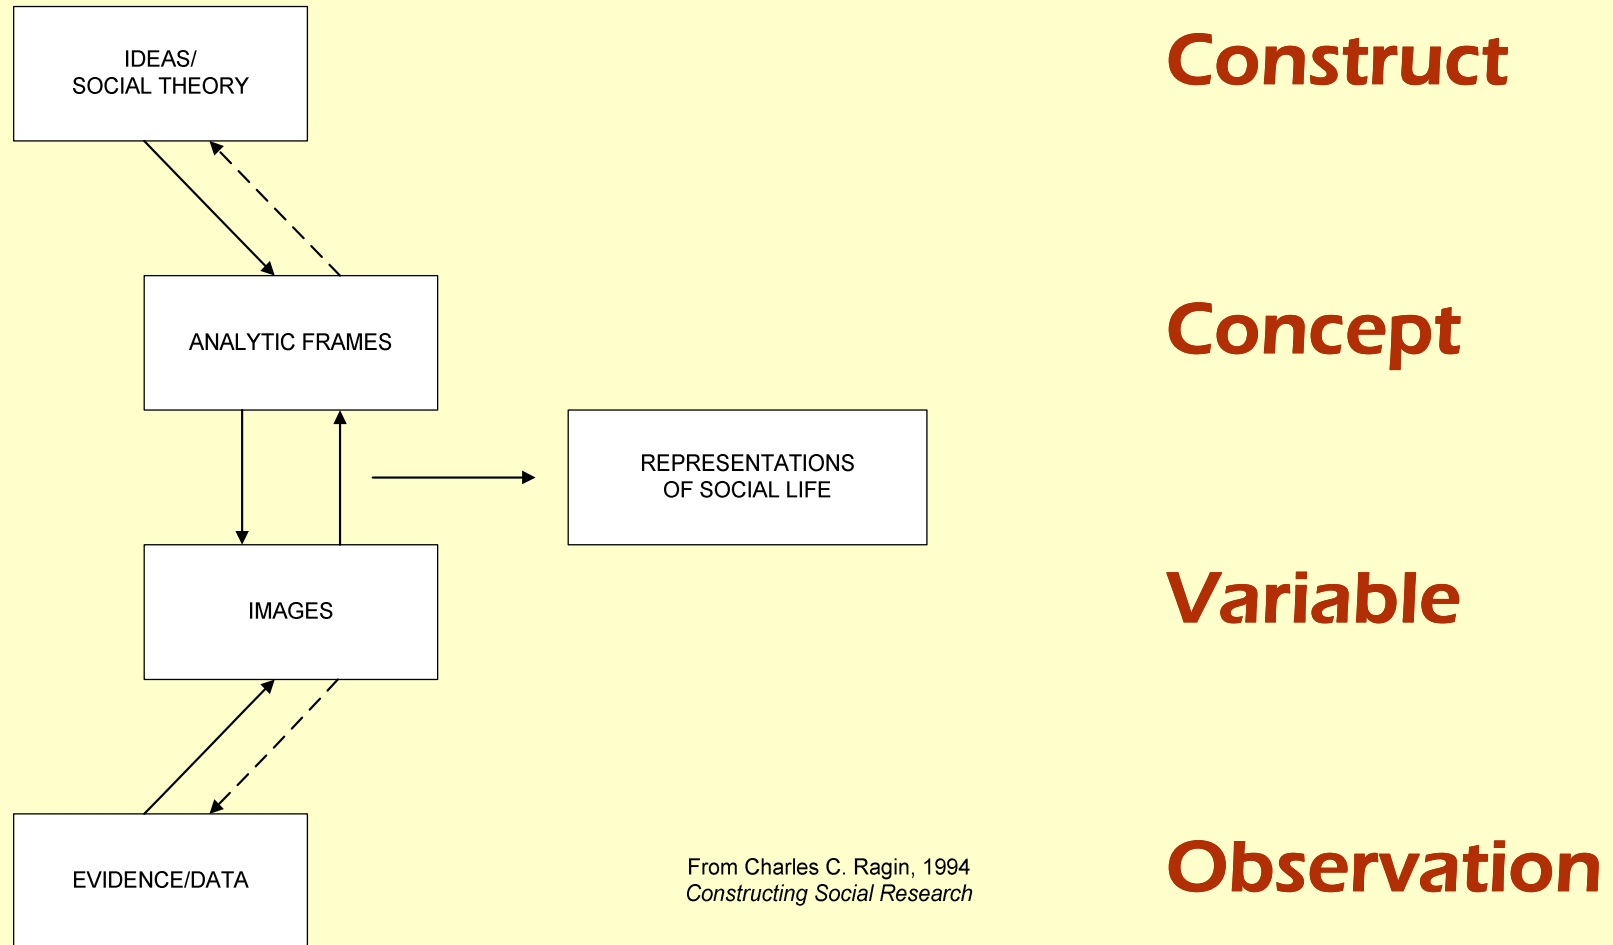 IDEAS/
SOCIAL THEORY
Construct
ANALYTIC FRAMES
Concept
REPRESENTATIONS
OF SOCIAL LIFE
IMAGES
Variable
EVIDENCE/DATA
From Charles C. Ragin, 1994
Constructing Social Research
Observation